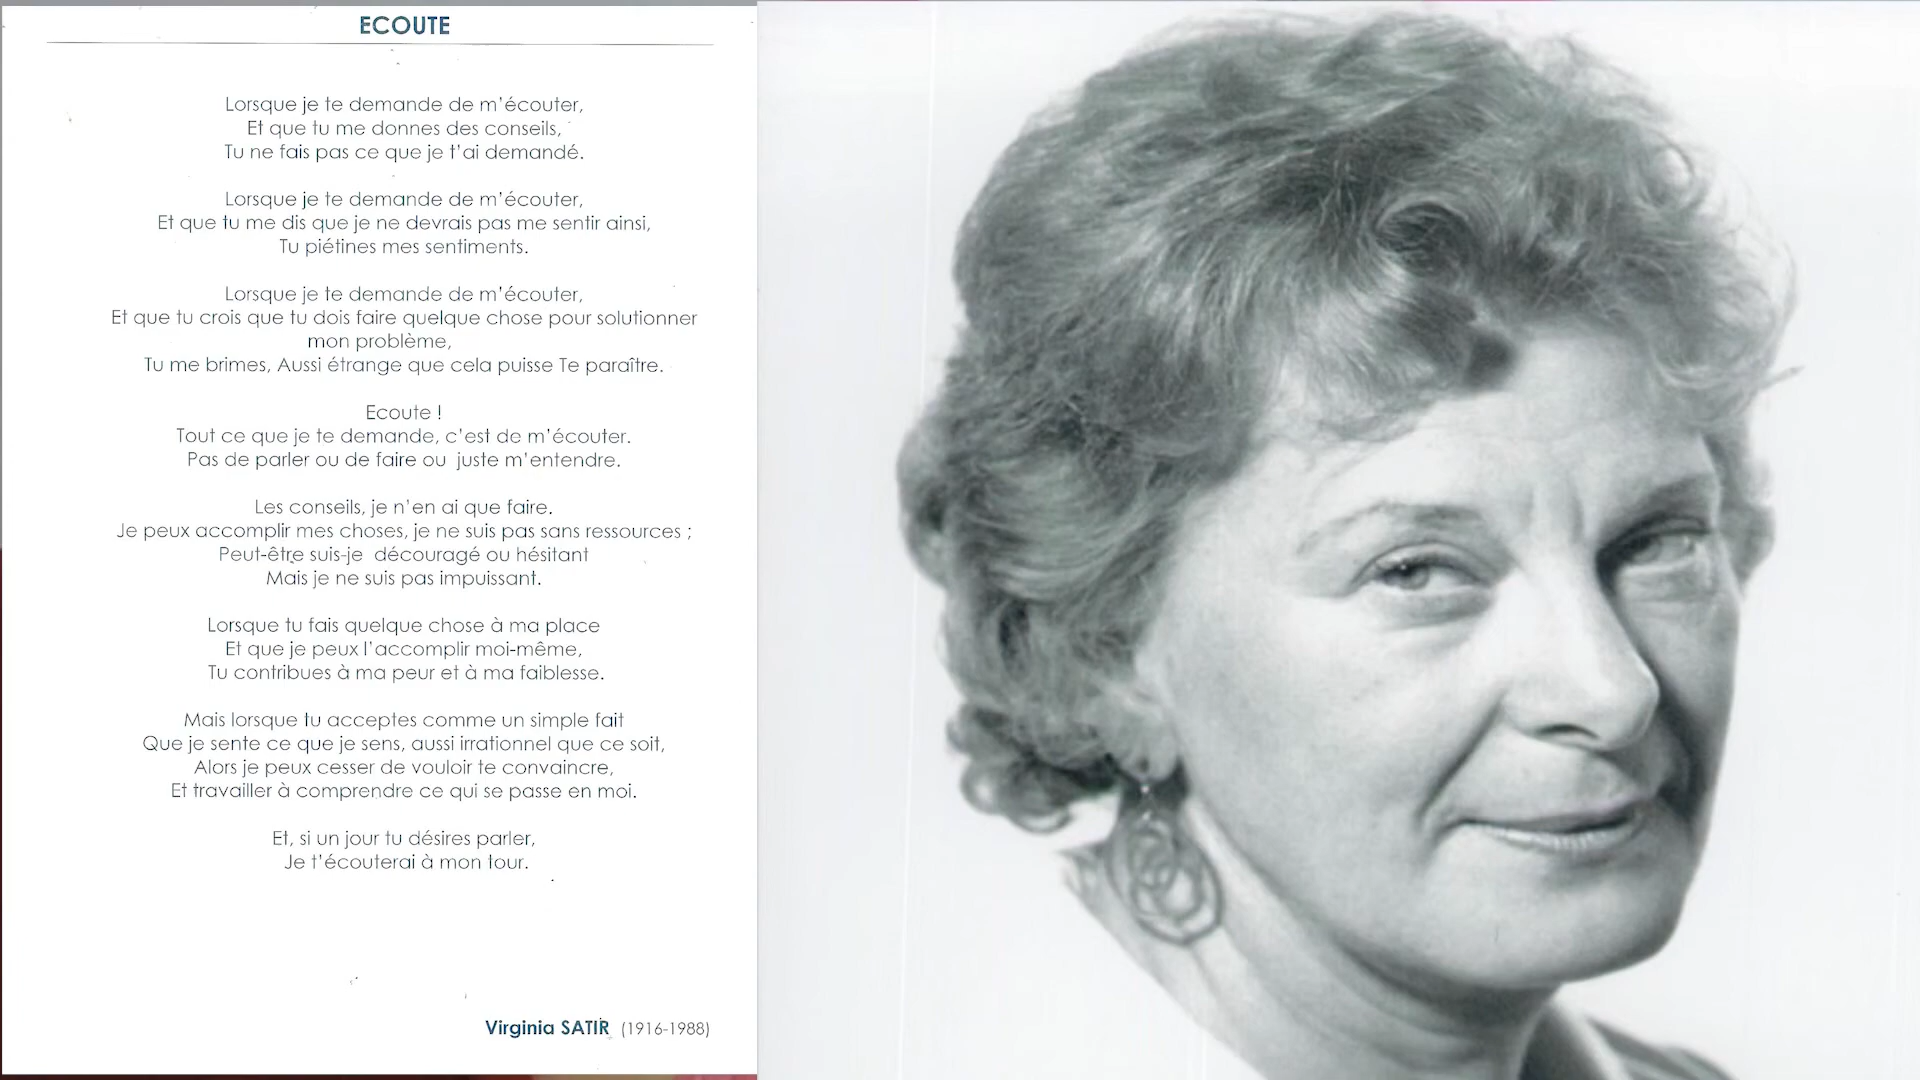 ECOUTE
Lorsque je te demande de m'écouter,
Et que tu me donnes des conseils,
Tu ne fais pas ce que je t'ai demandé.
Lorsque je te demande de m'écouter,
Et que tu me dis que je ne devrais pas me sentir ainsi,
Tu piétines mes sentiments.
Lorsque je te demande de m'écouter,
Et que tu crois que tu dois faire quelque chose pour solutionner
mon problème,
Tu me brimes, Aussi étrange que cela puisse Te paraître.
Ecoute !
Tout ce que je te demande, c'est de m'écouter.
Pas de parler ou de faire ou juste m'entendre.
Les conseils, je n'en ai que faire.
Je peux accomplir mes choses, je ne suis pas sans ressources ;
Peut-être suis-je découragé ou hésitant
Mais je ne suis pas impuissant.
Lorsque tu fais quelque chose à ma place
Et que je peux l'accomplir moi-même,
Tu contribues à ma peur et à ma faiblesse.
Mais lorsque tu acceptes comme un simple fait
Que je sente ce que je sens, aussi irrationnel que ce soit,
Alors je peux cesser de vouloir te convaincre,
Et travailler à comprendre ce qui se passe en moi.
Et, si un jour tu désires parler,
Je t'écouterai à mon tour.
Virginia SATIR (1916-1988)